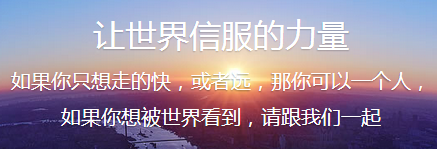 让世界信服的力量
如果你只想走的快，或者远，那你可以一个人，
如果你想被世界看到，请跟我们一起